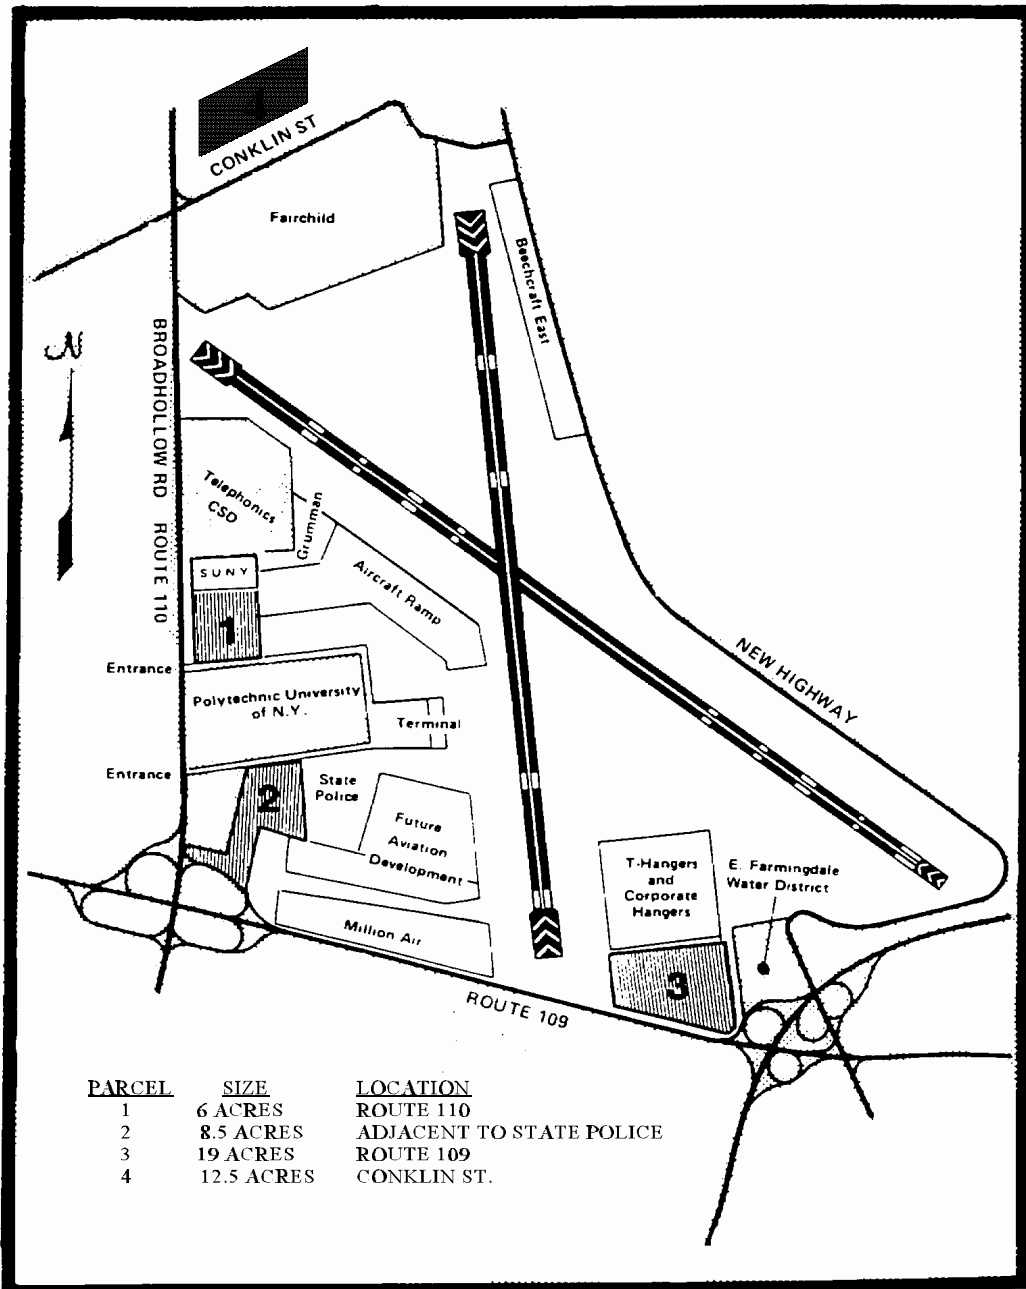 CONKLIN ST
Fairchild
Beechcraft East
N
BROADHOLLOW RD ROUTE 110
Telephonics
CSD
Grumman
SUNY
Aircraft Ramp
1
NEW HIGHWAY
Entrance
Polytechnic University
of N.Y.
Terminal
Entrance
2
State
Police
Future
Aviation
Development
T-Hangers
and
Corporate
Hangers
E. Farmingdale
Water District
Million Air
3
ROUTE 109
PARCEL SIZE LOCATION
1 6 ACRES ROUTE 110
2 8.5 ACRES ADJACENT TO STATE POLICE
3 19 ACRES ROUTE 109
4 12.5 ACRES CONKLIN ST.